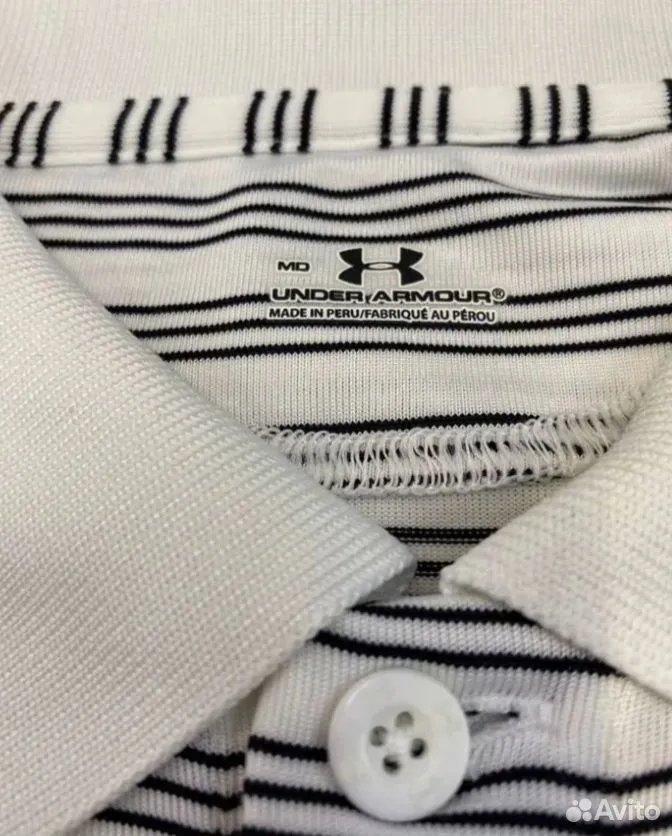 MD
UNDER ARMOUR®
MADE IN PERU/FABRIQUÉ AU PÉROU
Avito